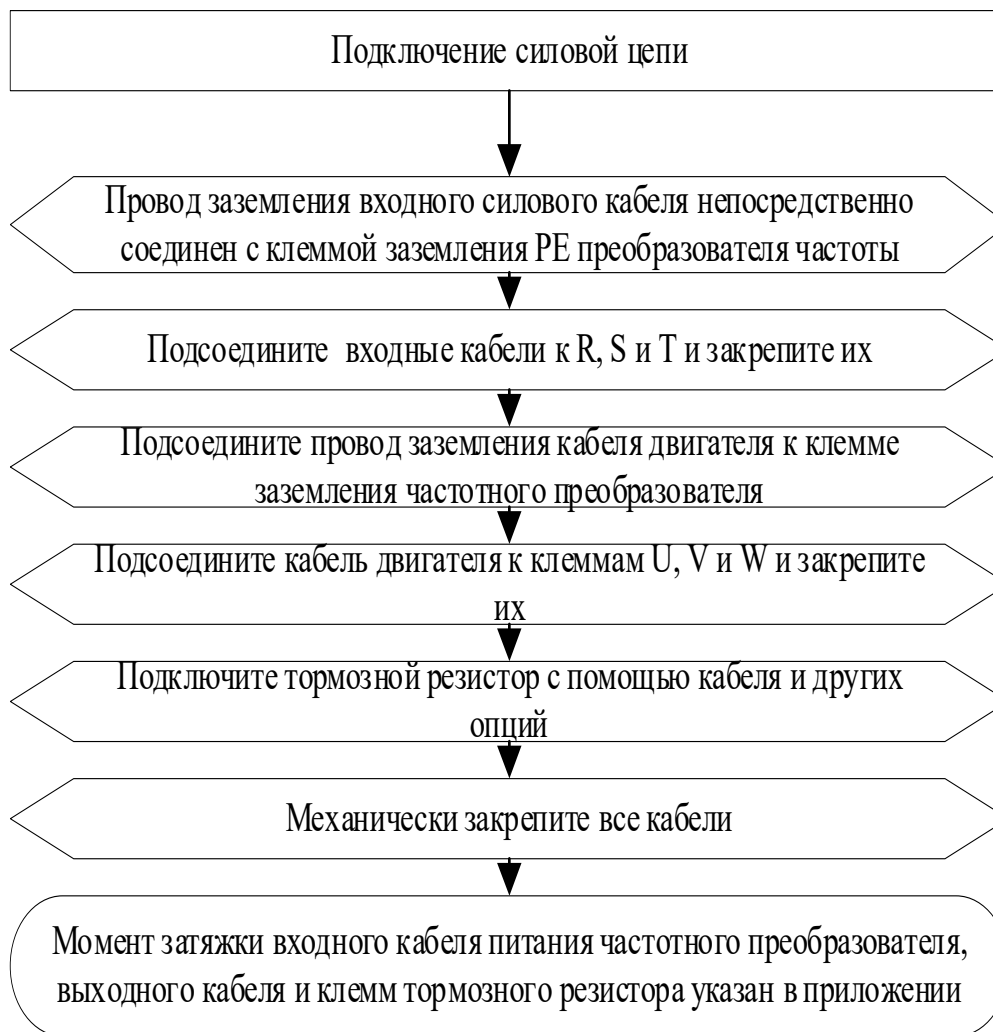 Подключение силовой цепи
Провод заземления входного силового кабеля непосредственно
соединен с клеммой заземления PE преобразователя частоты
Подсоедините входные кабели к R, S и T и закрепите их
Подсоедините провод заземления кабеля двигателя к клемме
заземления частотного преобразователя
Подсоедините кабель двигателя к клеммам U, V и W и закрепите
их
Подключите тормозной резистор с помощью кабеля и других
опций
Механически закрепите все кабели
Момент затяжки входного кабеля питания частотного преобразователя,
выходного кабеля и клемм тормозного резистора указан в приложении